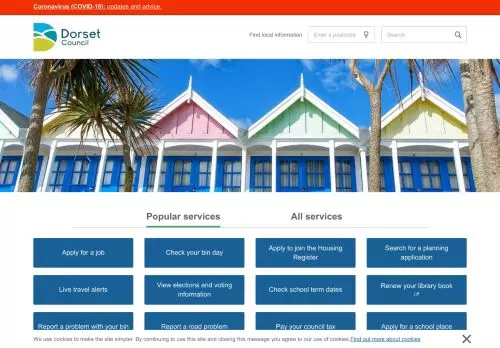 Coronavirus (COVID-19): updates and advice.
Dorset
Council
Find local information
Enter a postcode
Search
Popular services
All services
Apply for a job
Check your bin day
Apply to join the Housing
Register
Search for a planning
application
Live travel alerts
View elections and voting
information
Check school term dates
Renew your library book
Report a problem with your bin
Report a road problem
Pay your council tax
Apply for a school place
We use cookies to make the site simpler. By continuing to use this site and closing this message you agree to our use of cookies.Find out more about cookies